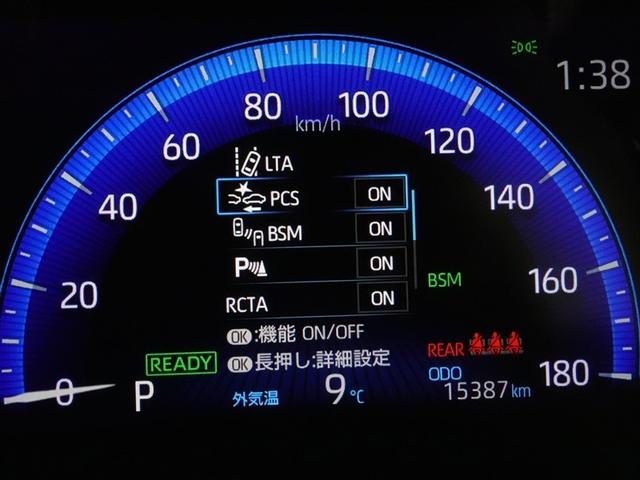 1:38
80
100
km/h
60
120
LTA
40
PCS ON
140
BSM ON
P ON
20
BSM
160
RCTA ON
OK:機能 ON/OFF
READY
OK長押し:詳細設定
REAR
0
P
外気温 9℃
ODO
15387km
180